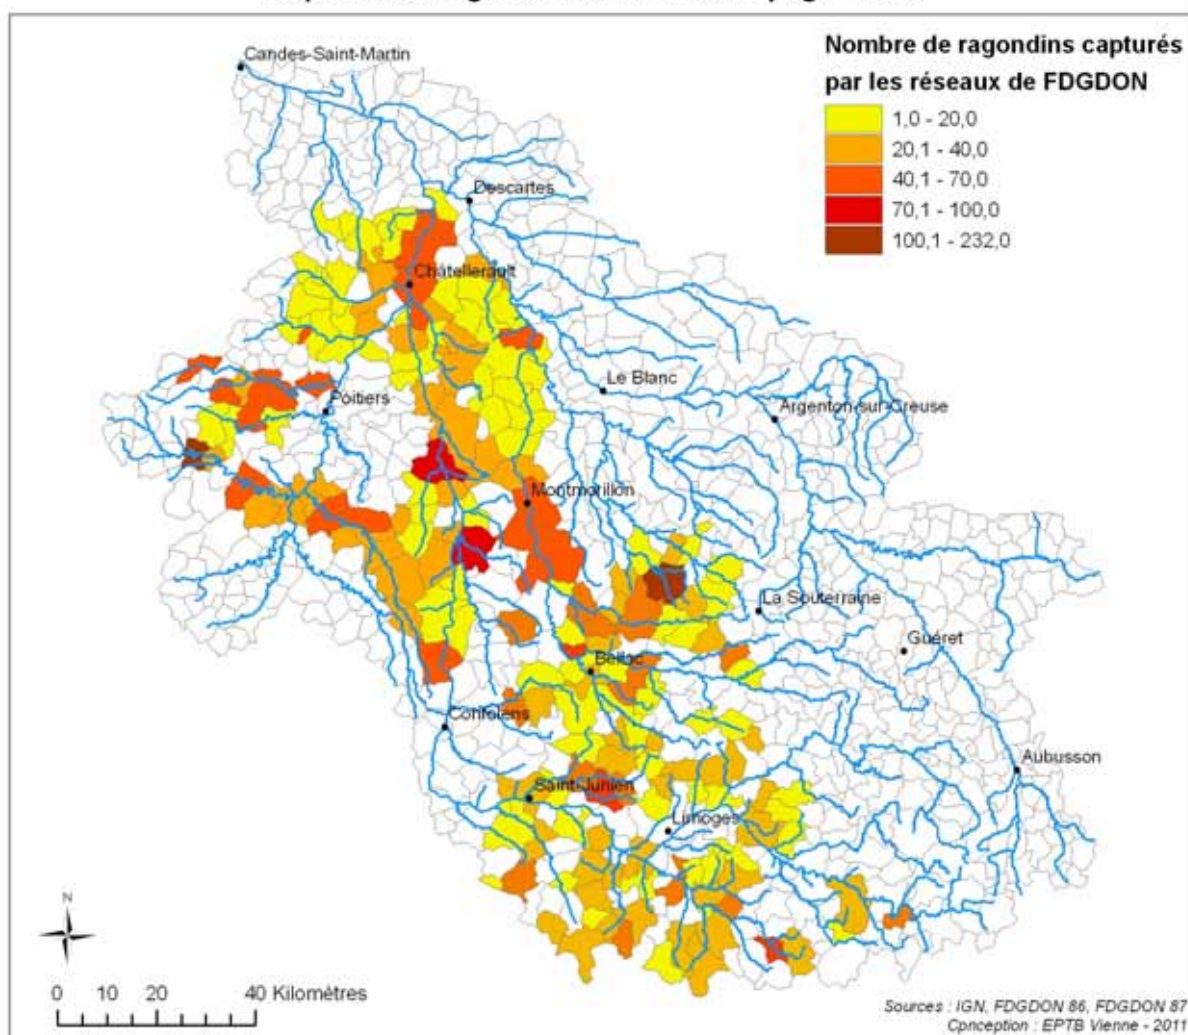 Candes-Saint-Martin
Nombre de ragondins capturés
par les réseaux de FDGDON
1,0 - 20,0
20,1 - 40,0
40,1 - 70,0
70,1 - 100,0
100,1 - 232,0
Descartes
Châtellerault
Le Blanc
Poitiers
Argenton-sur-Creuse
Montmorillon
La Souterraine
Guéret
Bellac
Confolens
Aubusson
Saint-Junien
Limoges
N
0 10 20 40 Kilomètres
Sources : IGN, FDGDON 86, FDGDON 87
Cpnception : EPTB Vienne - 2011